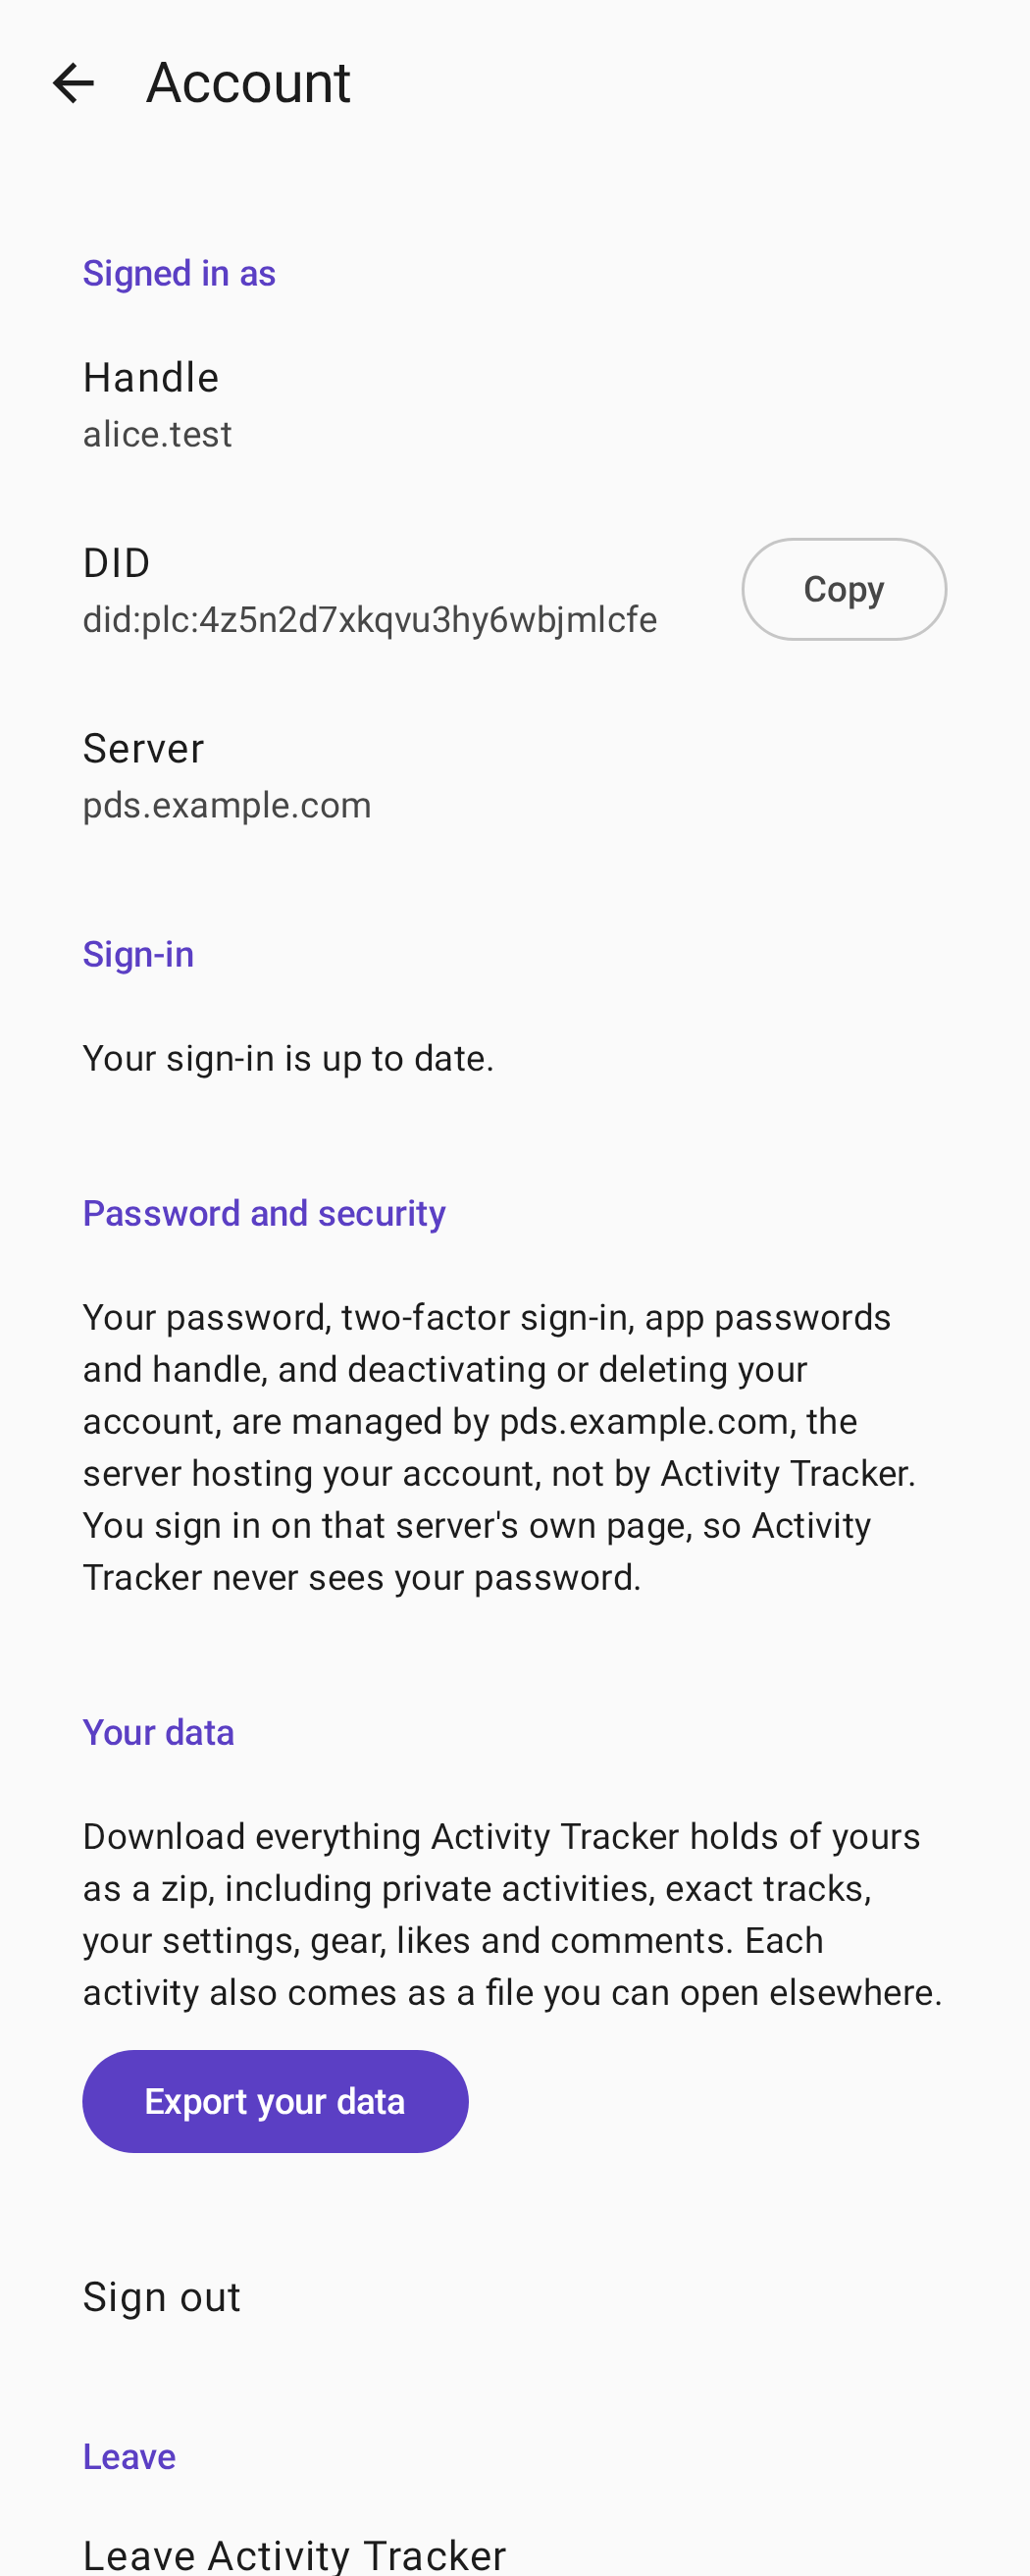 Account
Signed in as
Handle
alice.test
DID
did:plc:4z5n2d7xkqvu3hy6wbjmlcfe
Copy
Server
pds.example.com
Sign-in
Your sign-in is up to date.
Password and security
Your password, two-factor sign-in, app passwords
and handle, and deactivating or deleting your
account, are managed by pds.example.com, the
server hosting your account, not by Activity Tracker.
You sign in on that server's own page, so Activity
Tracker never sees your password.
Your data
Download everything Activity Tracker holds of yours
as a zip, including private activities, exact tracks,
your settings, gear, likes and comments. Each
activity also comes as a file you can open elsewhere.
Export your data
Sign out
Leave
Leave Activity Tracker